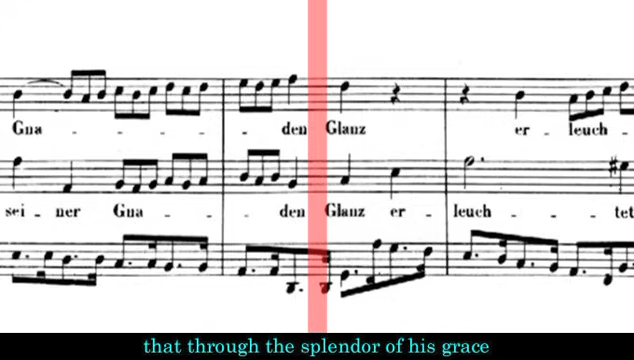 Gna - - - - den Glanz er - leuch -
sei - ner Gna - - - den Glanz er - leuch - - tet
that through the splendor of his grace